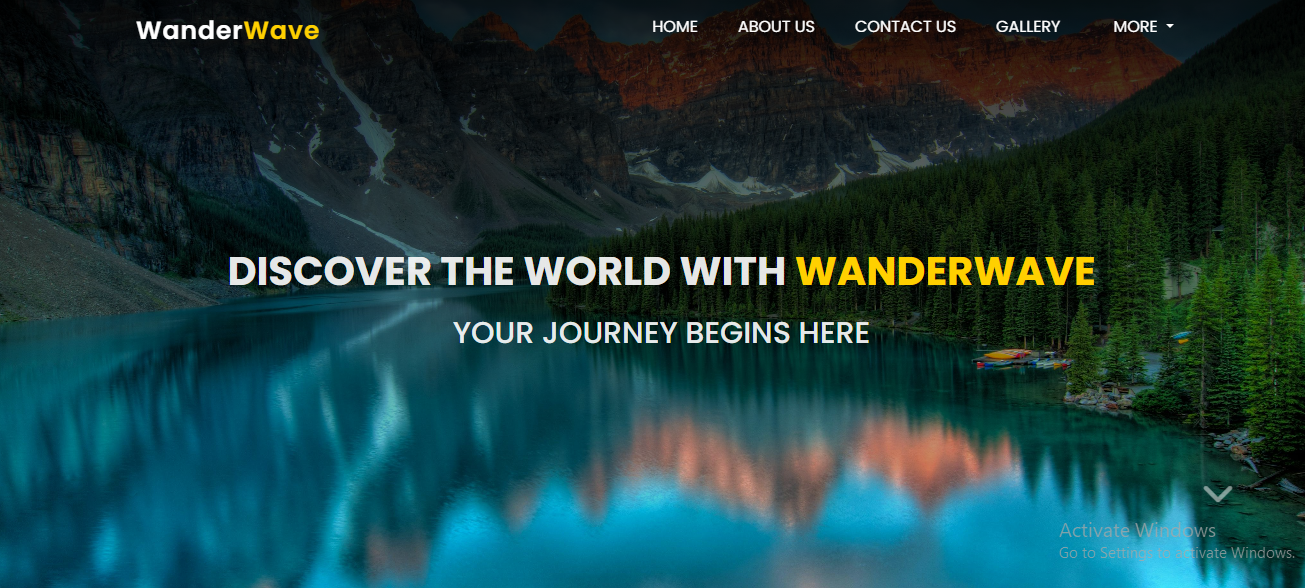 WanderWave
HOME ABOUT US CONTACT US GALLERY MORE
DISCOVER THE WORLD WITH WANDERWAVE
YOUR JOURNEY BEGINS HERE
Activate Windows
Go to Settings to activate Windows.